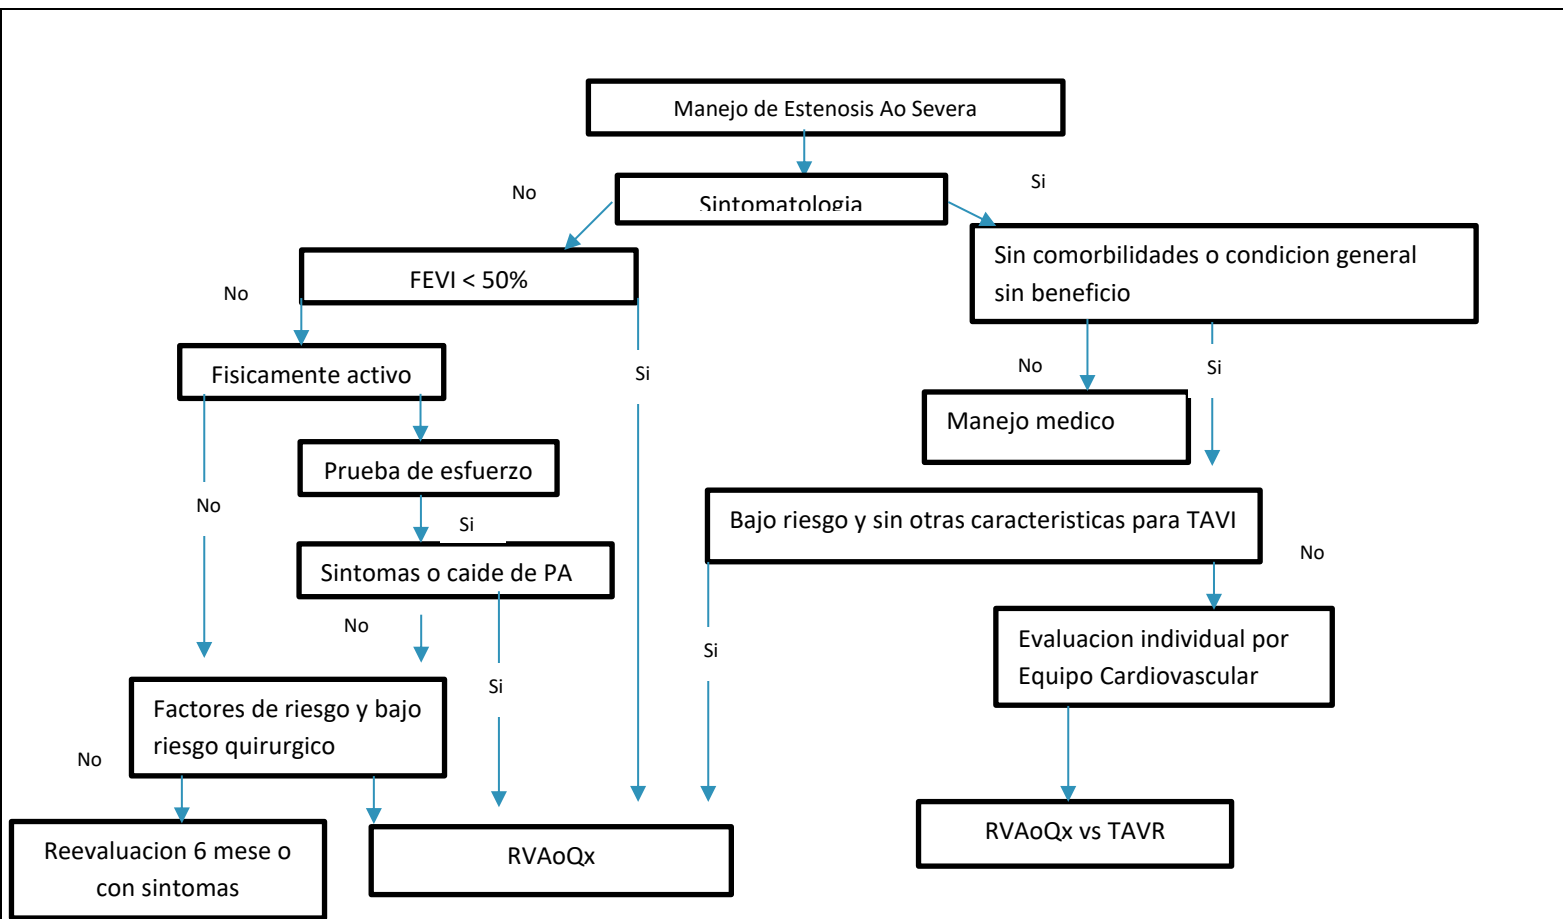 Manejo de Estenosis Ao Severa
No
Si
Sintomatologia
FEVI < 50%
Sin comorbilidades o condicion general
sin beneficio
No
Fisicamente activo
Si
No
Si
Manejo medico
Prueba de esfuerzo
No
Si
Bajo riesgo y sin otras caracteristicas para TAVI
No
Sintomas o caide de PA
No
Si
Evaluacion individual por
Equipo Cardiovascular
Si
Factores de riesgo y bajo
riesgo quirurgico
No
Reevaluacion 6 mese o
con sintomas
RVAoQx
RVAoQx vs TAVR